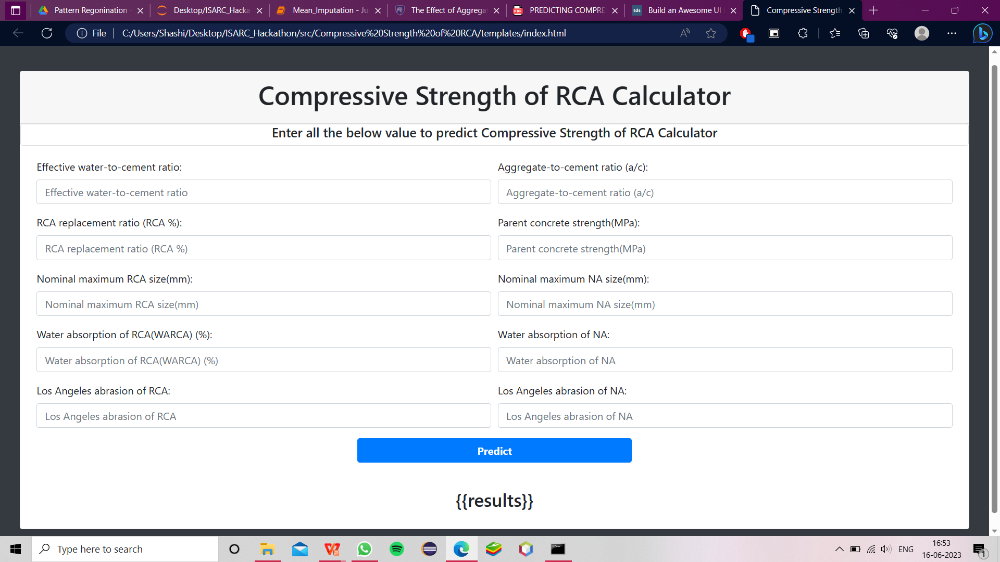 Pattern Regonination
Desktop/ISARC_Hacka
Mean_Imputation - Ju
The Effect of Aggrega
PDF
PREDICTING COMPRE
tds
Build an Awesome UI
Compressive Strength
File
C:/Users/Shashi/Desktop/ISARC_Hackathon/src/Compressive%20Strength%20of%20RCA/templates/index.html
Compressive Strength of RCA Calculator
Enter all the below value to predict Compressive Strength of RCA Calculator
Effective water-to-cement ratio:
Aggregate-to-cement ratio (a/c):
Effective water-to-cement ratio
Aggregate-to-cement ratio (a/c)
RCA replacement ratio (RCA %):
Parent concrete strength(MPa):
RCA replacement ratio (RCA %)
Parent concrete strength(MPa)
Nominal maximum RCA size(mm):
Nominal maximum NA size(mm):
Nominal maximum RCA size(mm)
Nominal maximum NA size(mm)
Water absorption of RCA(WARCA) (%):
Water absorption of NA:
Water absorption of RCA(WARCA) (%)
Water absorption of NA
Los Angeles abrasion of RCA:
Los Angeles abrasion of NA:
Los Angeles abrasion of RCA
Los Angeles abrasion of NA
Predict
{{results}}
Type here to search
ENG
16:53
16-06-2023
1